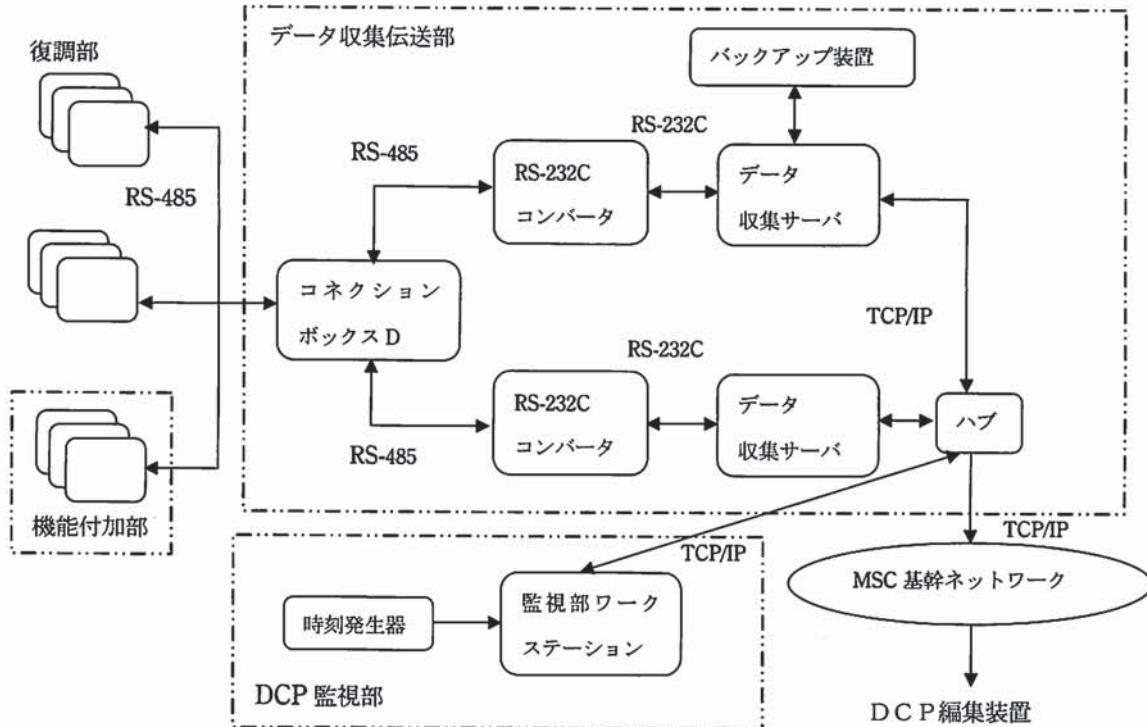 データ収集伝送部
復調部
バックアップ装置
RS-232C
RS-485
RS-232C
コンバータ
データ
収集サーバ
RS-485
コネクション
ボックス D
TCP/IP
RS-232C
RS-232C
コンバータ
データ
収集サーバ
ハブ
RS-485
機能付加部
TCP/IP
TCP/IP
MSC 基幹ネットワーク
時刻発生器
監視部ワーク
ステーション
DCP 監視部
ＤＣＰ編集装置